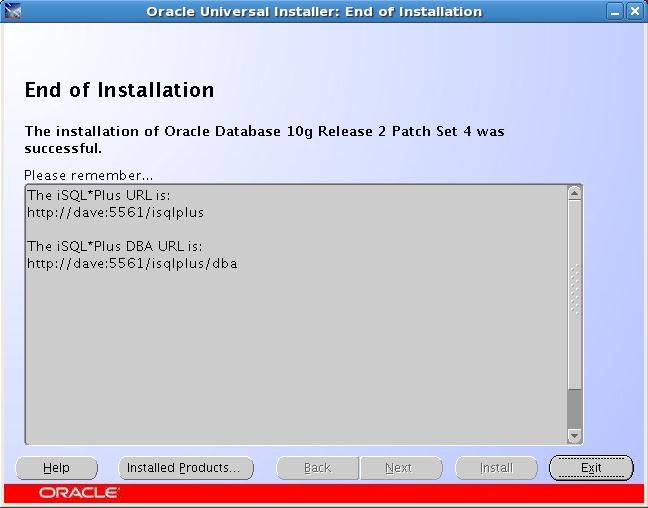 Oracle Universal Installer: End of Installation
End of Installation
The installation of Oracle Database 10g Release 2 Patch Set 4 was
successful.
Please remember...
The iSQL*Plus URL is:
http://dave:5561/isqlplus
The iSQL*Plus DBA URL is:
http://dave:5561/isqlplus/dba
Help Installed Products... Back Next Install Exit
ORACLE